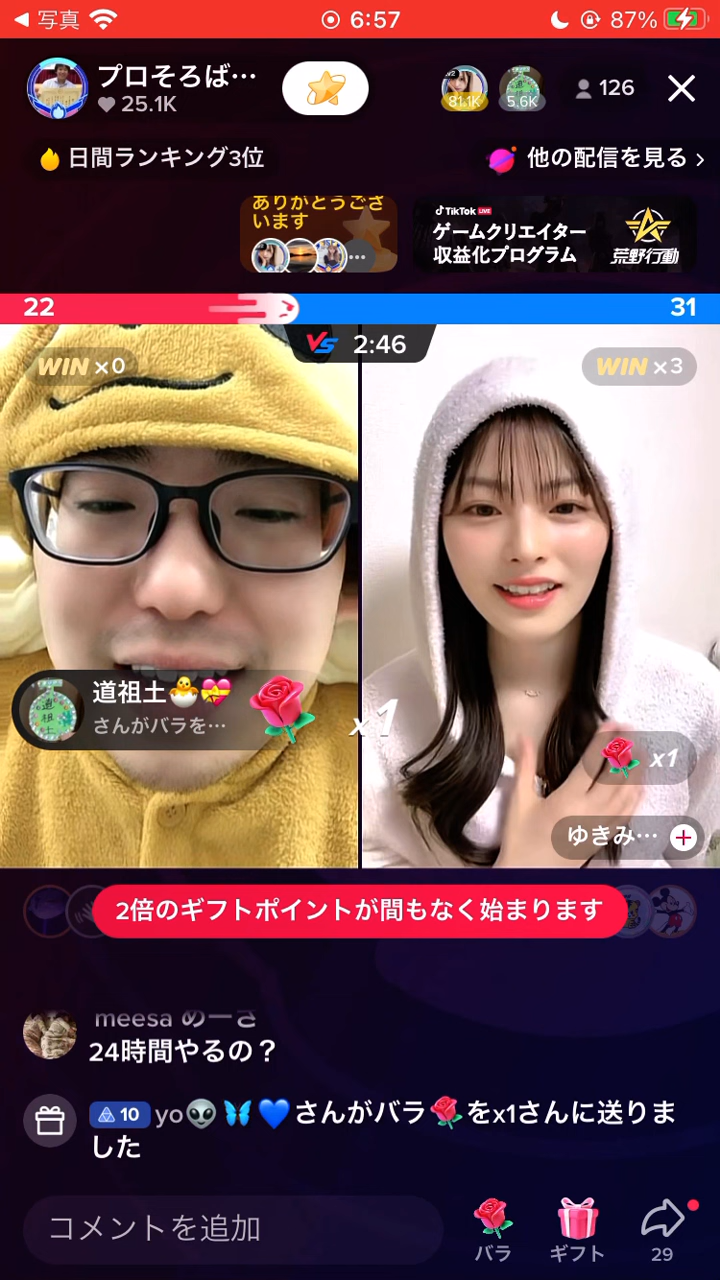 写真
6:57
87%
プロそろば…
25.1K
81.1K
5.6K
126
日間ランキング3位
他の配信を見る
ありがとうござ
います
TikTok LIVE
ゲームクリエイター
収益化プログラム
荒野行動
22
31
VS 2:46
WIN ×0
WIN ×3
道祖土🐣💝
さんがバラを…
x1
x1
ゆきみ…
2倍のギフトポイントが間もなく始まります
meesa めーさ
24時間やるの？
10 yo👽🦋💙さんがバラ🌹をx1さんに送りま
した
コメントを追加
バラ
ギフト
29